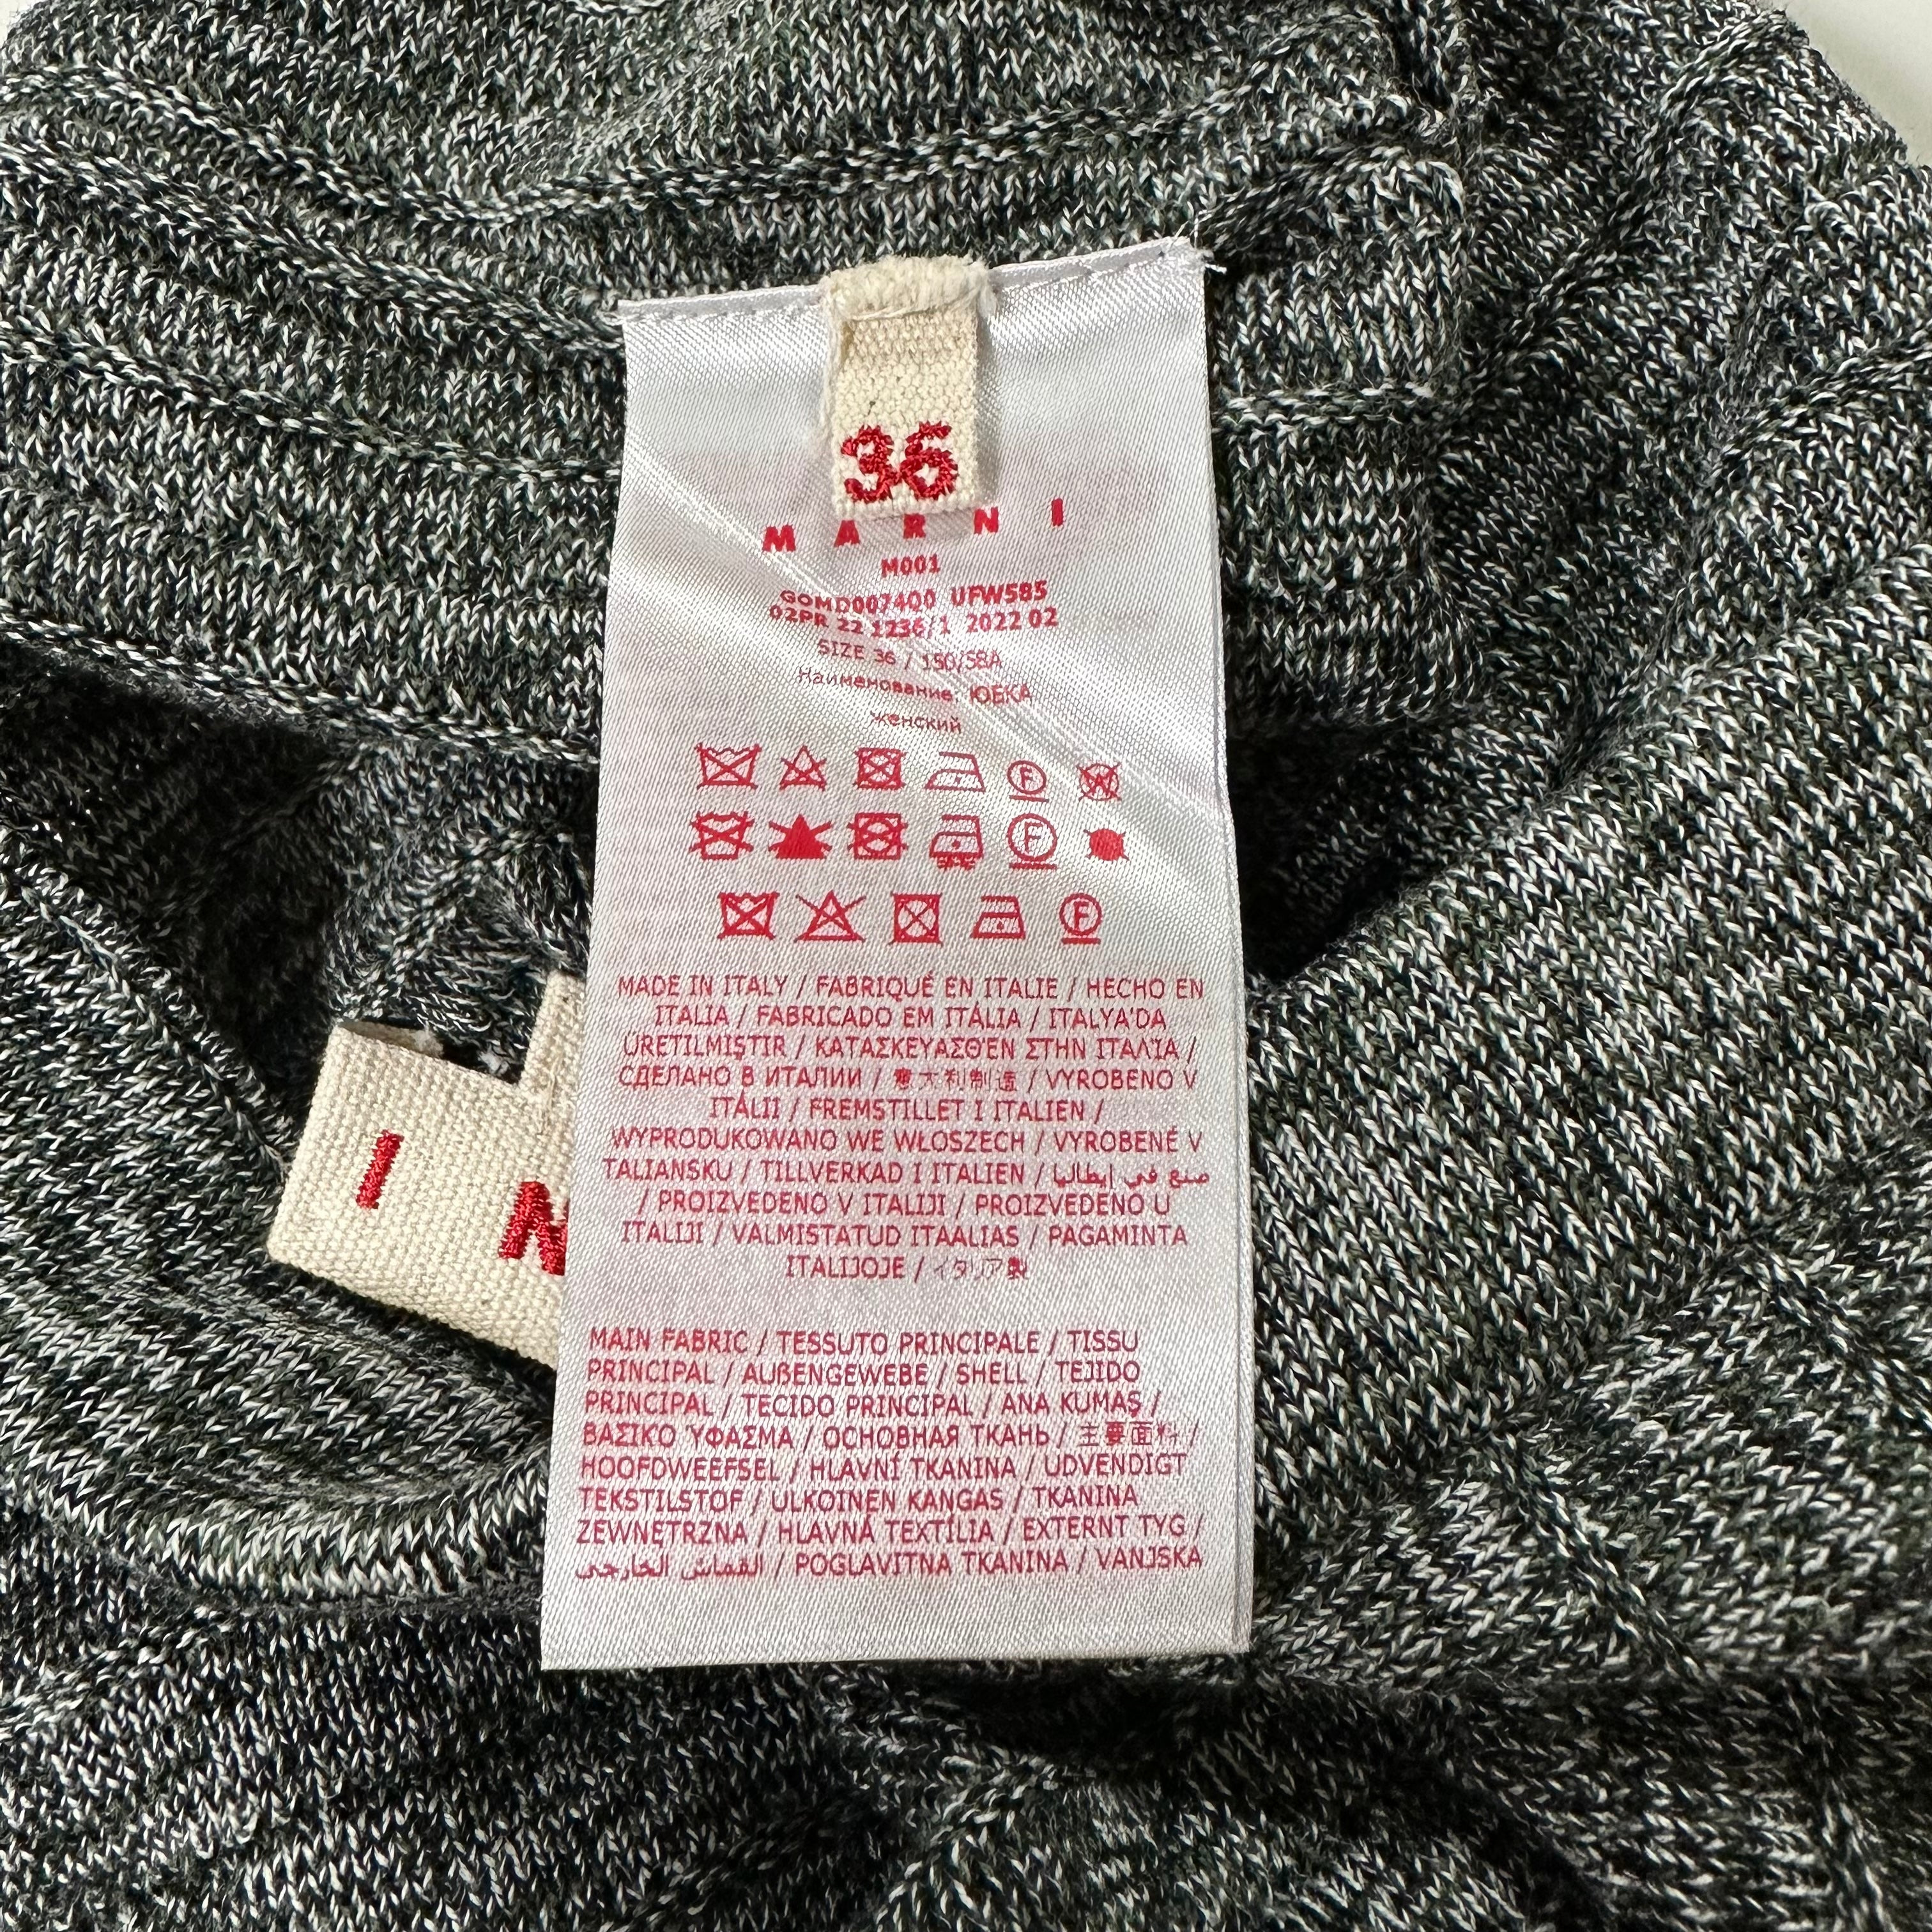 36
M A R N I
M001
GOMD0074Q0 UFW585
02PR 22 1236/1 2022 02
SIZE 36 / 150/58A
Наименование: ЮБКА
женский
F W
F
F
MADE IN ITALY / FABRIQUÉ EN ITALIE / HECHO EN
ITALIA / FABRICADO EM ITÁLIA / ITALYA'DA
ÜRETILMIŞTIR / ΚΑΤΑΣΚΕΥΑΣΘΕΝ ΣΤΗΝ ΙΤΑΛΊΑ /
СДЕЛАНО В ИТАЛИИ / 意大利制造 / VYROBENO V
ITÁLII / FREMSTILLET I ITALIEN /
WYPRODUKOWANO WE WŁOSZECH / VYROBENÉ V
TALIANSKU / TILLVERKAD I ITALIEN / صنع في إيطاليا
/ PROIZVEDENO V ITALIJI / PROIZVEDENO U
ITALIJI / VALMISTATUD ITAALIAS / PAGAMINTA
ITALIJOJE / イタリア製
MAIN FABRIC / TESSUTO PRINCIPALE / TISSU
PRINCIPAL / AUßENGEWEBE / SHELL / TEJIDO
PRINCIPAL / TECIDO PRINCIPAL / ANA KUMAŞ /
ΒΑΣΙΚΟ ΥΦΑΣΜΑ / ОСНОВНАЯ ТКАНЬ / 主要面料 /
HOOFDWEEFSEL / HLAVNÍ TKANINA / UDVENDIGT
TEKSTILSTOF / ULKOINEN KANGAS / TKANINA
ZEWNĘTRZNA / HLAVNÁ TEXTÍLIA / EXTERNT TYG /
القماش الخارجي / POGLAVITNA TKANINA / VANJSKA
I N